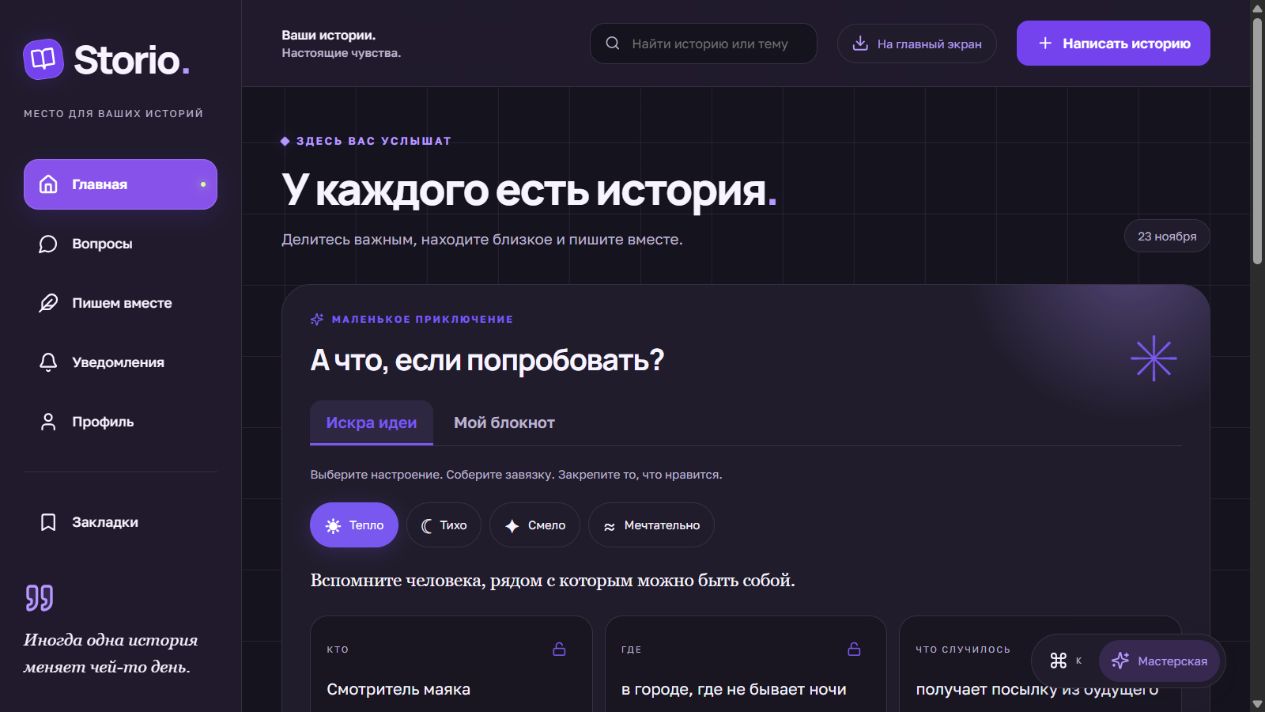 Storio.
МЕСТО ДЛЯ ВАШИХ ИСТОРИЙ
Главная
Вопросы
Пишем вместе
Уведомления
Профиль
Закладки
Иногда одна история
меняет чей-то день.
Ваши истории.
Настоящие чувства.
Найти историю или тему
На главный экран
Написать историю
ЗДЕСЬ ВАС УСЛЫШАТ
У каждого есть история.
Делитесь важным, находите близкое и пишите вместе.
23 ноября
МАЛЕНЬКОЕ ПРИКЛЮЧЕНИЕ
А что, если попробовать?
Искра идеи
Мой блокнот
Выберите настроение. Соберите завязку. Закрепите то, что нравится.
Тепло
Тихо
Смело
Мечтательно
Вспомните человека, рядом с которым можно быть собой.
КТО
Смотритель маяка
ГДЕ
в городе, где не бывает ночи
ЧТО СЛУЧИЛОСЬ
получает посылку из будущего
⌘ K
Мастерская